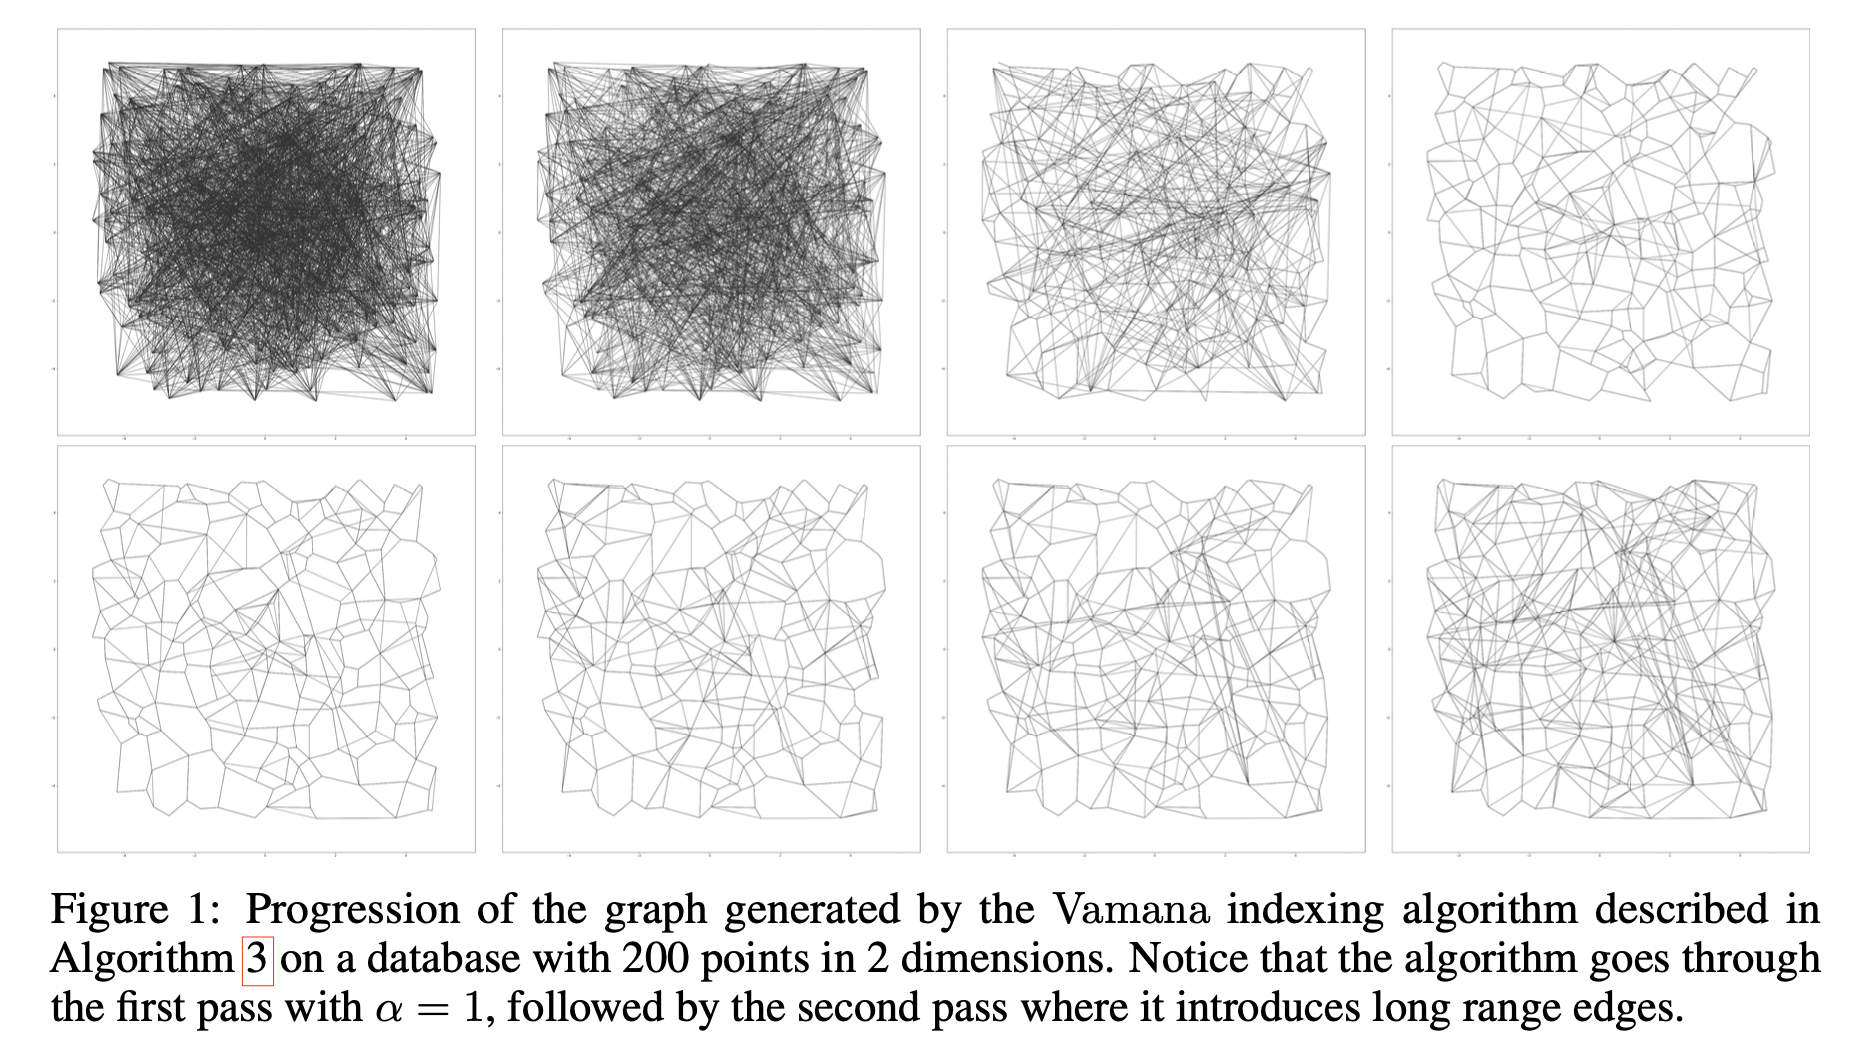 Figure 1: Progression of the graph generated by the Vamana indexing algorithm described in
Algorithm 3 on a database with 200 points in 2 dimensions. Notice that the algorithm goes through
the first pass with α = 1, followed by the second pass where it introduces long range edges.